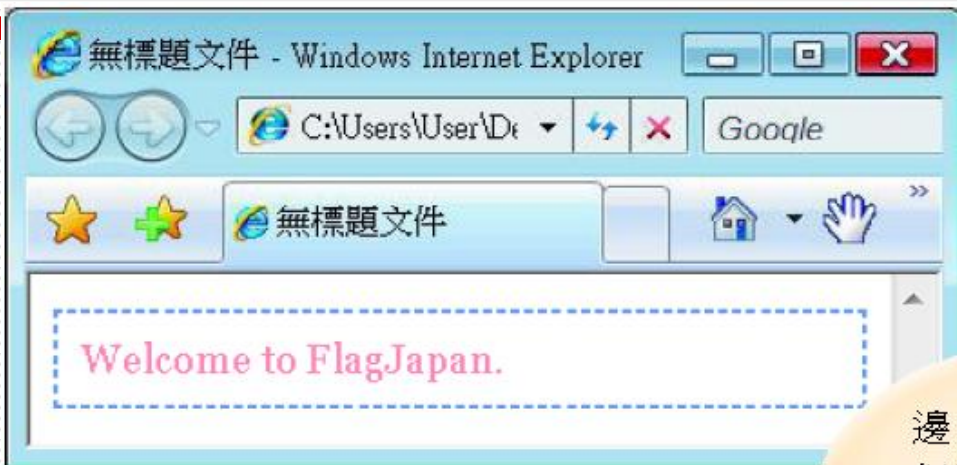 無標題文件 - Windows Internet Explorer
C:\Users\User\De
Google
無標題文件
Welcome to FlagJapan.
邊